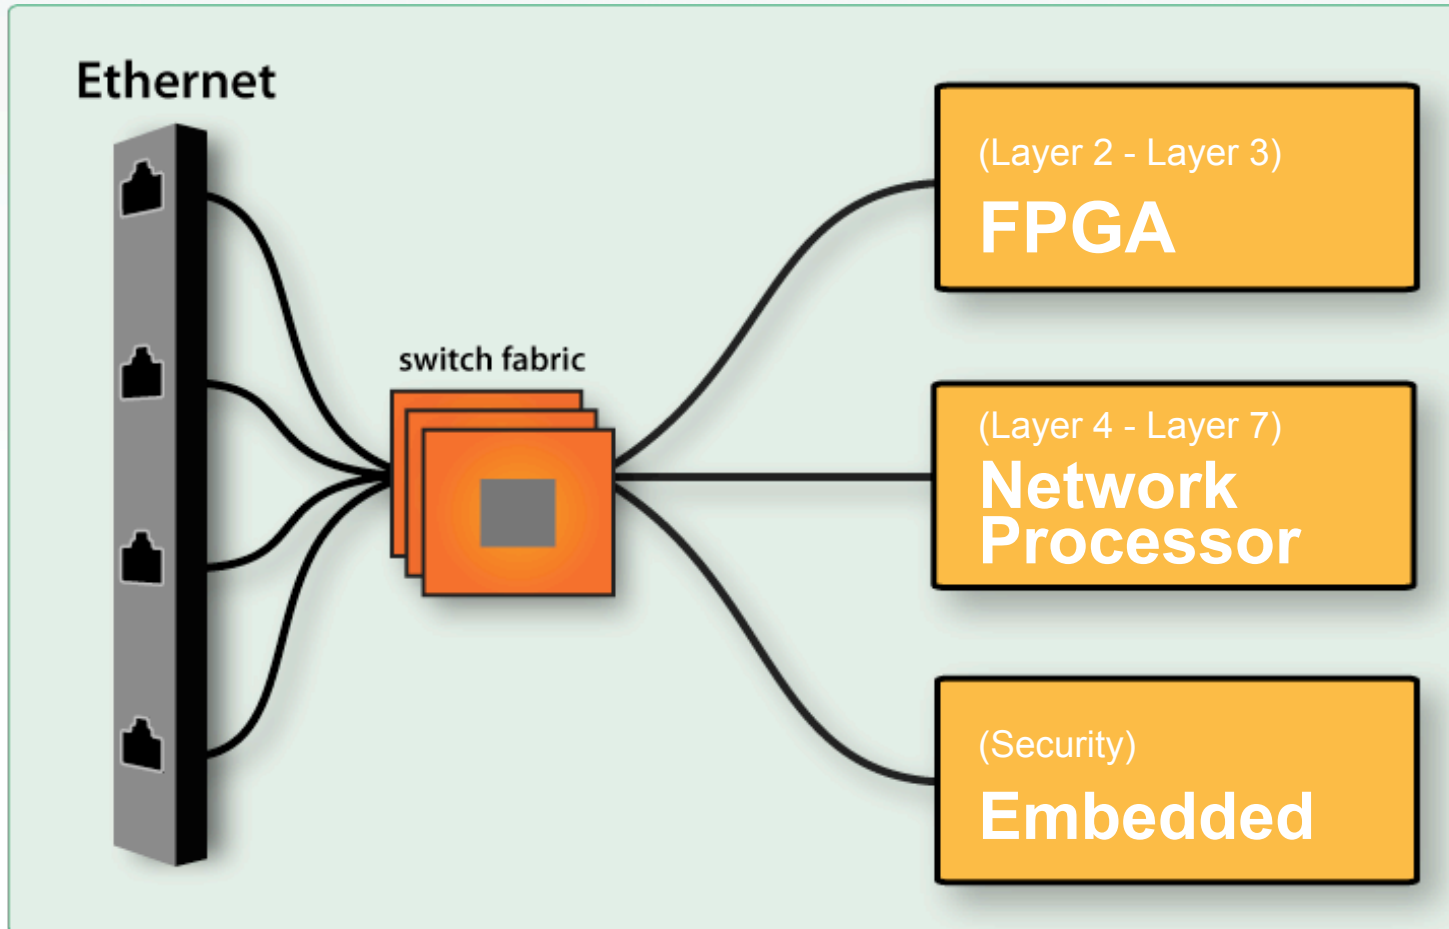 Ethernet
switch fabric
(Layer 2 - Layer 3)
FPGA
(Layer 4 - Layer 7)
Network
Processor
(Security)
Embedded